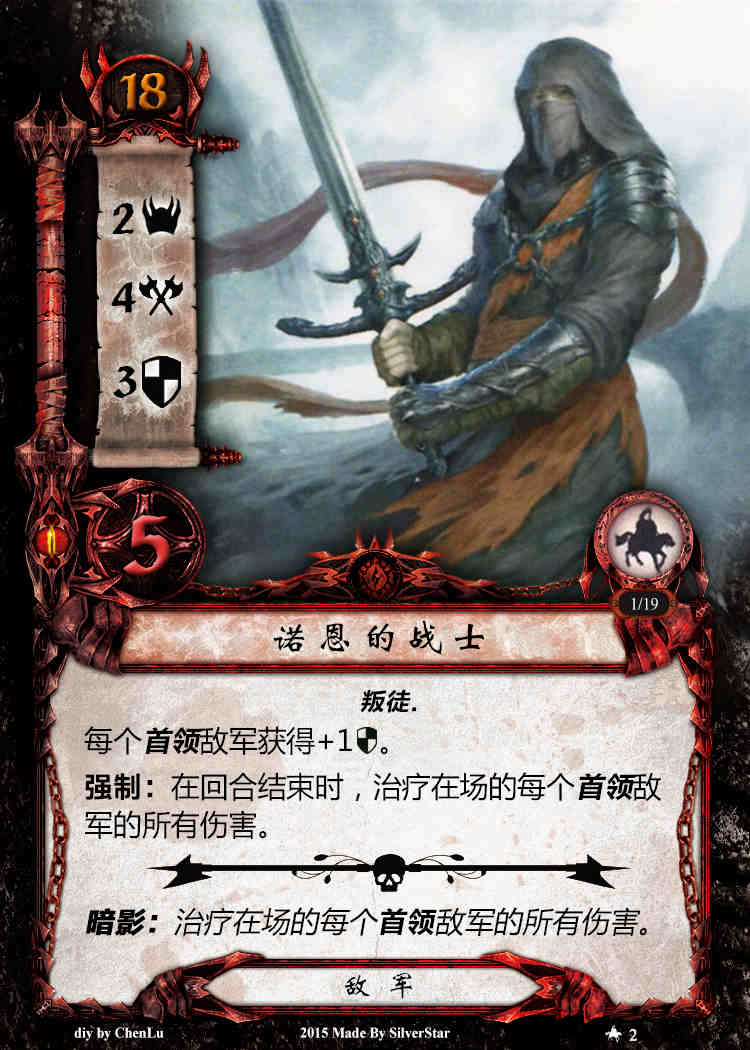 18
2
4
3
5
1/19
诺恩的战士
叛徒.
每个首领敌军获得+1。
强制：在回合结束时，治疗在场的每个首领敌
军的所有伤害。
暗影：治疗在场的每个首领敌军的所有伤害。
敌军
diy by ChenLu
2015 Made By SilverStar
2